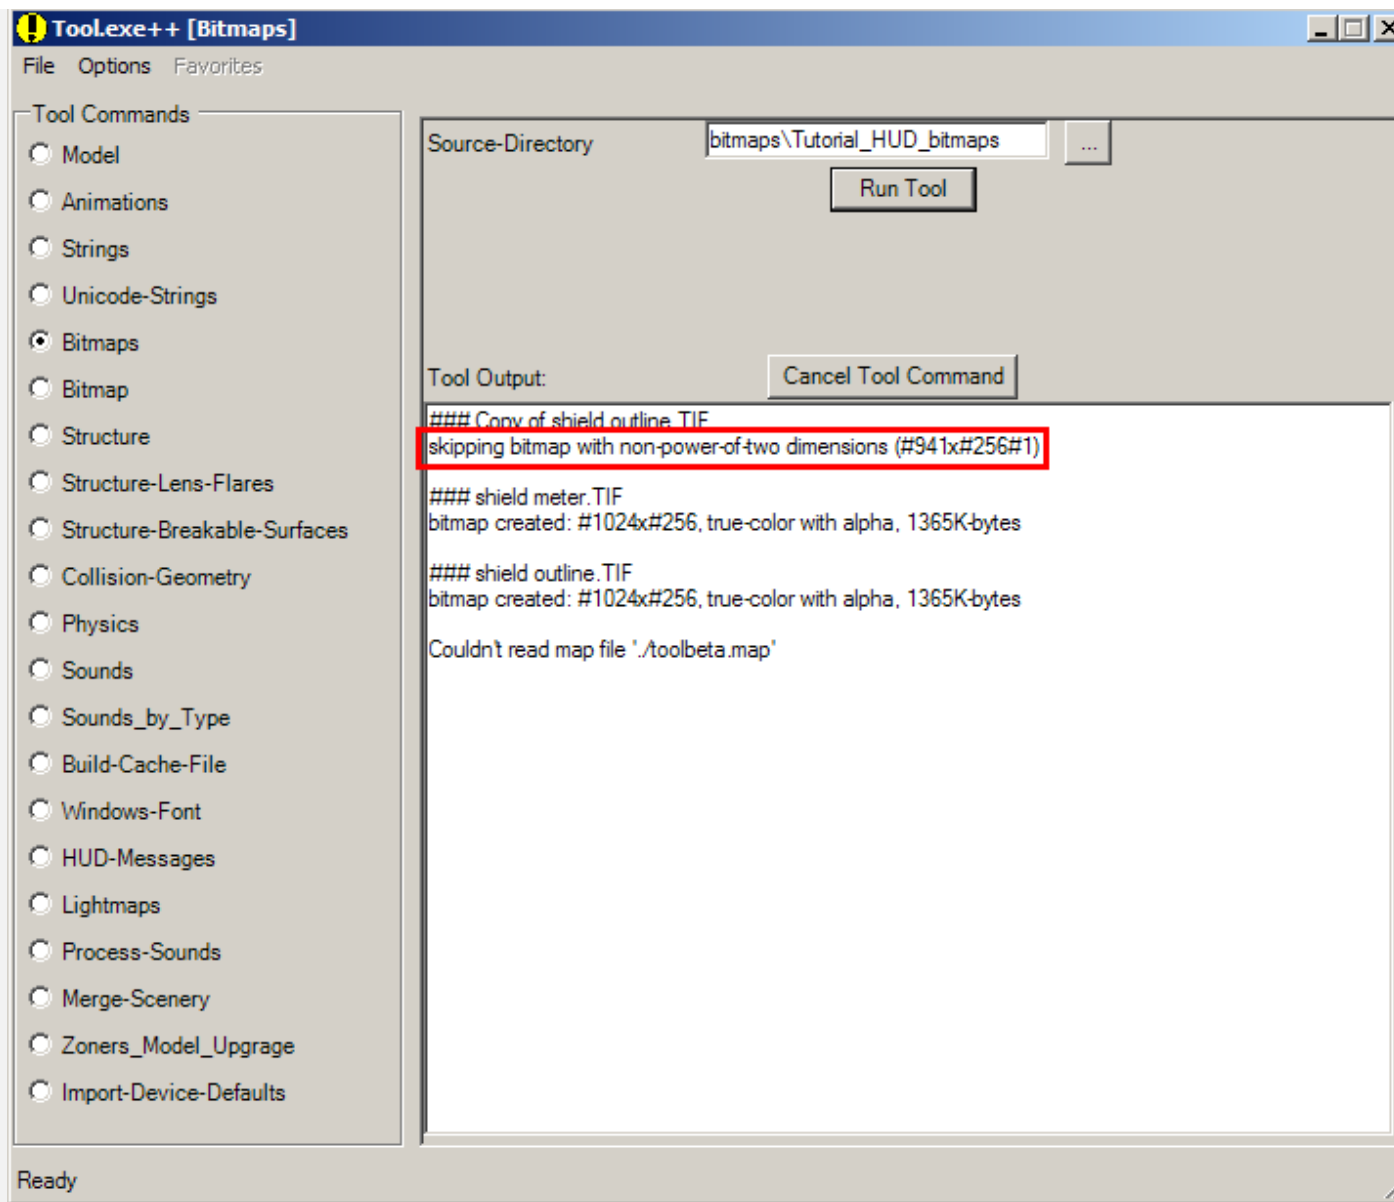 Tool.exe++ [Bitmaps]
File Options Favorites
Tool Commands
Model
Animations
Strings
Unicode-Strings
Bitmaps
Bitmap
Structure
Structure-Lens-Flares
Structure-Breakable-Surfaces
Collision-Geometry
Physics
Sounds
Sounds_by_Type
Build-Cache-File
Windows-Font
HUD-Messages
Lightmaps
Process-Sounds
Merge-Scenery
Zoners_Model_Upgrage
Import-Device-Defaults
Source-Directory bitmaps\Tutorial_HUD_bitmaps ...
Run Tool
Tool Output: Cancel Tool Command
### Copy of shield outline.TIF
skipping bitmap with non-power-of-two dimensions (#941x#256#1)
### shield meter.TIF
bitmap created: #1024x#256, true-color with alpha, 1365K-bytes
### shield outline.TIF
bitmap created: #1024x#256, true-color with alpha, 1365K-bytes
Couldn't read map file './toolbeta.map'
Ready